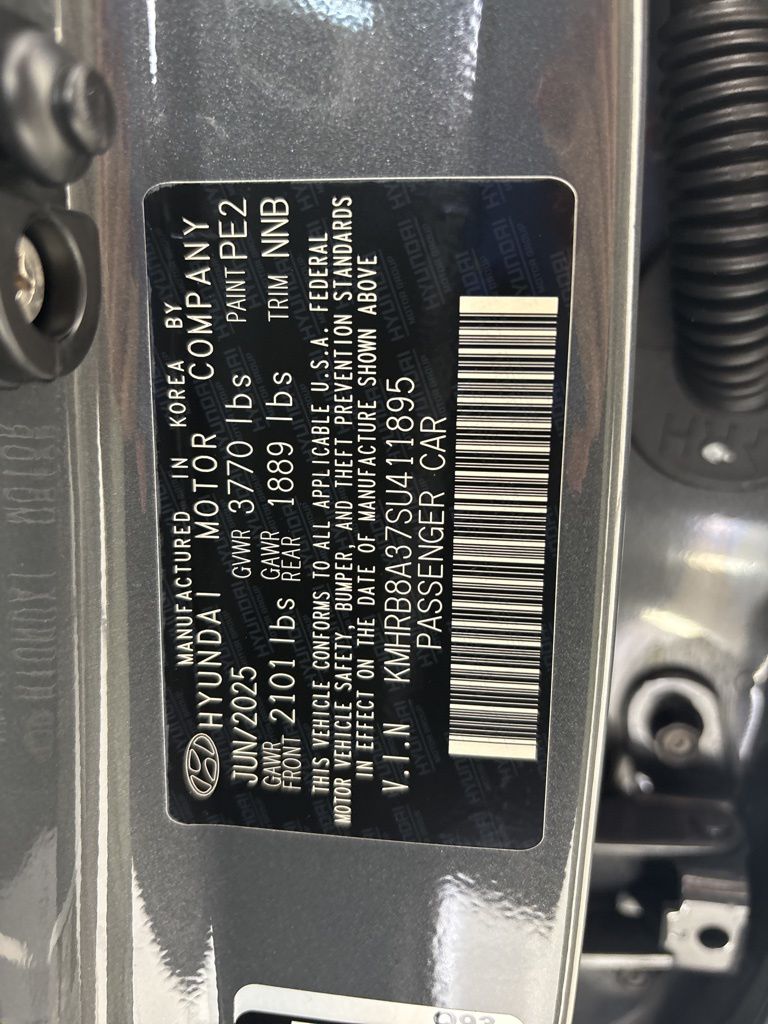 MANUFACTURED IN KOREA BY
HYUNDAI MOTOR COMPANY
JUN/2025 GVWR 3770 lbs PAINT PE2
GAWR FRONT 2101 lbs GAWR REAR 1889 lbs TRIM NNB
THIS VEHICLE CONFORMS TO ALL APPLICABLE U.S.A. FEDERAL
MOTOR VEHICLE SAFETY, BUMPER, AND THEFT PREVENTION STANDARDS
IN EFFECT ON THE DATE OF MANUFACTURE SHOWN ABOVE
V.I.N KMHRB8A37SU411895
PASSENGER CAR